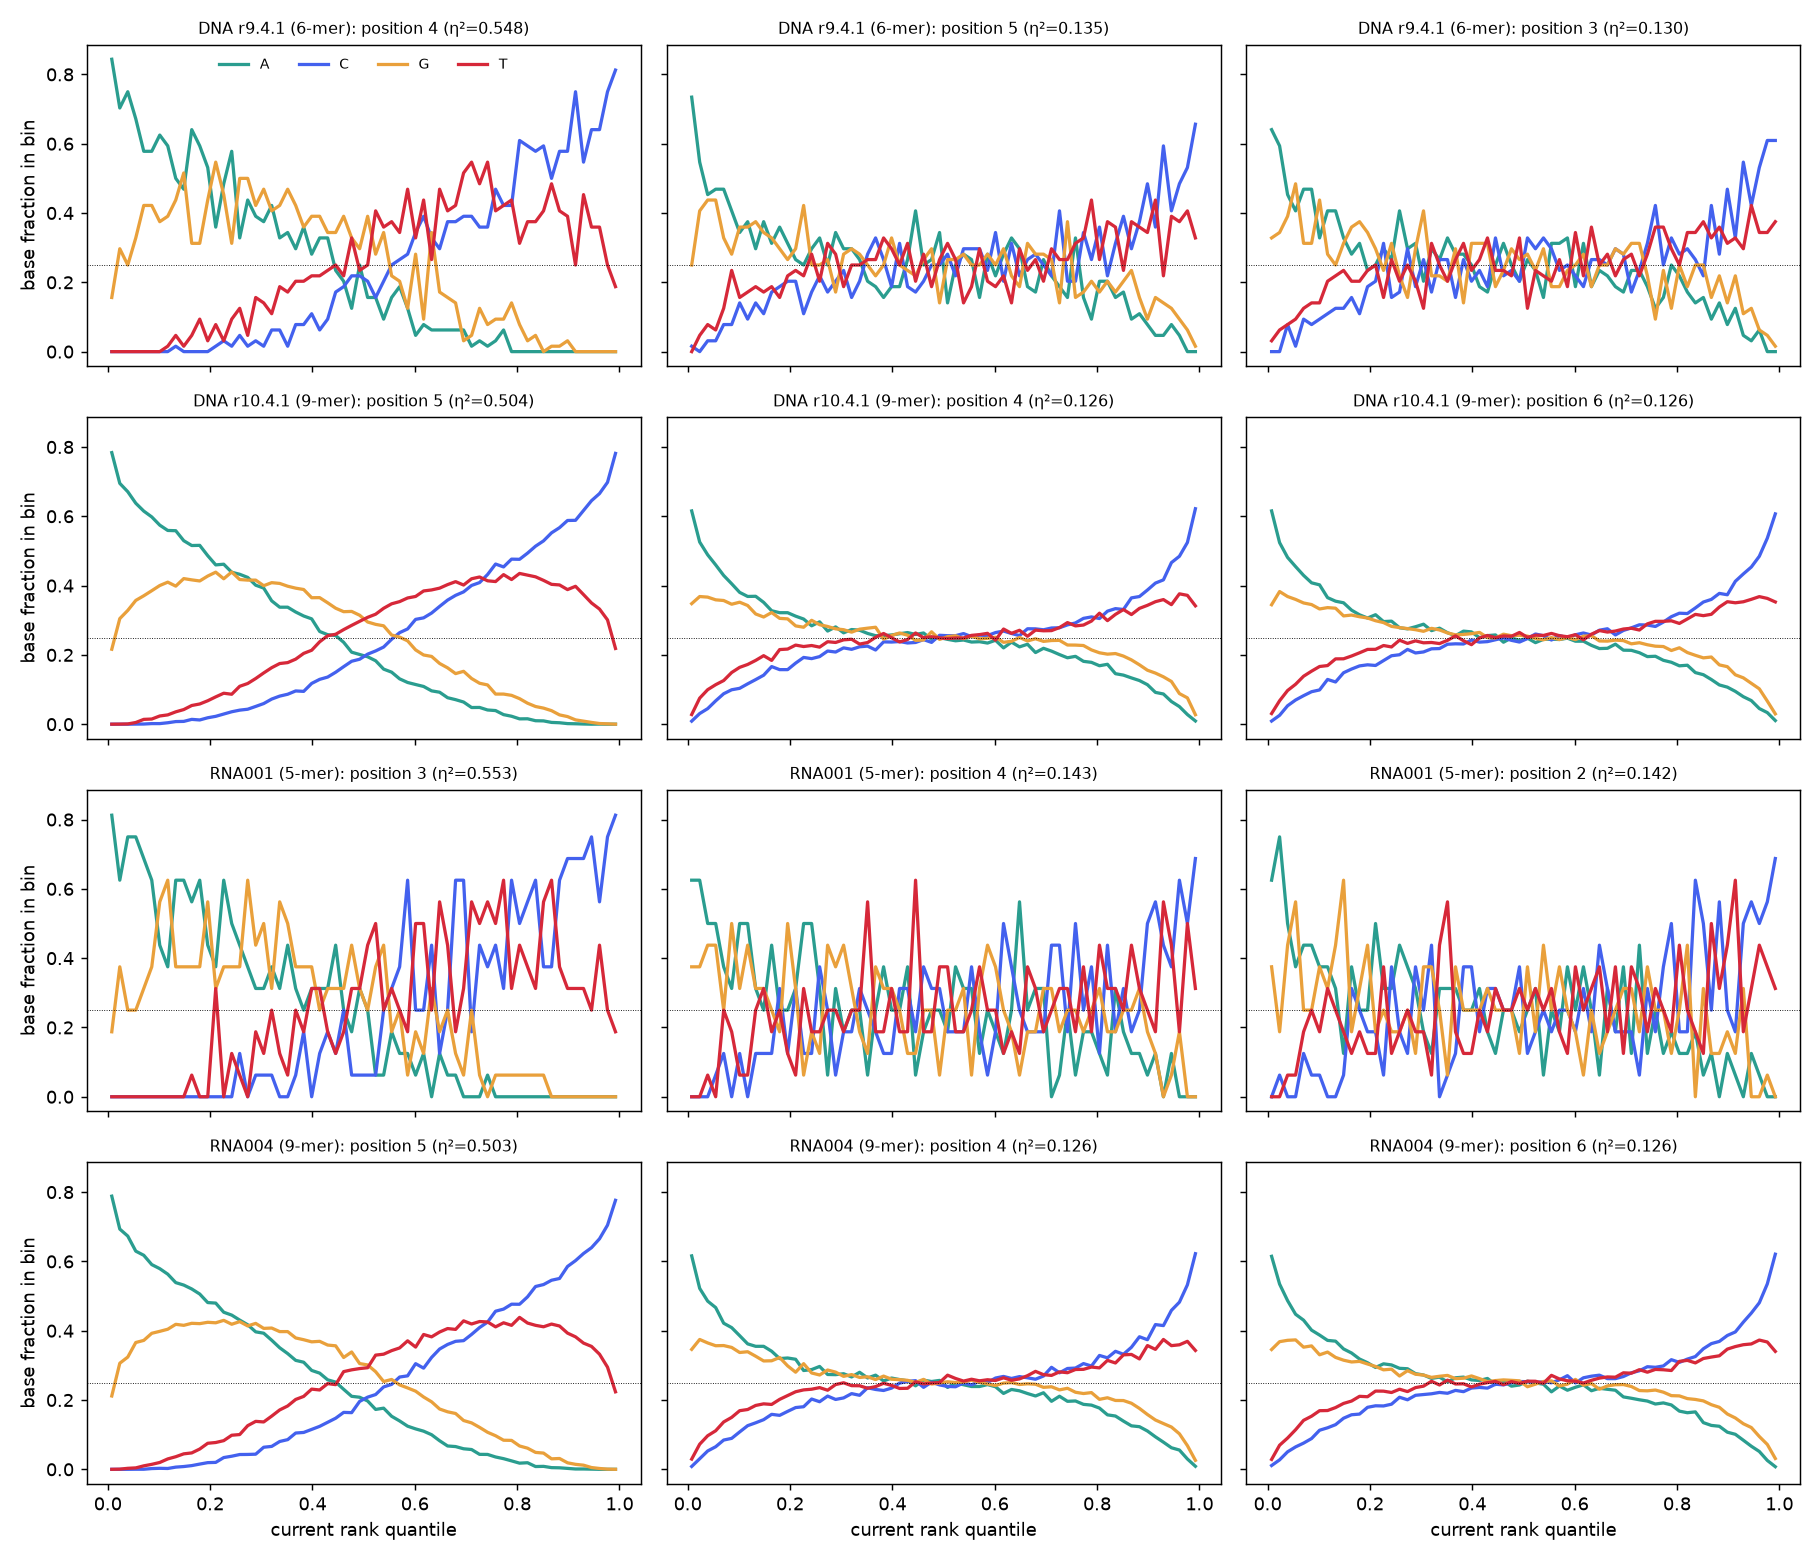 DNA r9.4.1 (6-mer): position 4 (η²=0.548)
DNA r9.4.1 (6-mer): position 5 (η²=0.135)
DNA r9.4.1 (6-mer): position 3 (η²=0.130)
A C G T
base fraction in bin
0.8
0.6
0.4
0.2
0.0
DNA r10.4.1 (9-mer): position 5 (η²=0.504)
DNA r10.4.1 (9-mer): position 4 (η²=0.126)
DNA r10.4.1 (9-mer): position 6 (η²=0.126)
base fraction in bin
0.8
0.6
0.4
0.2
0.0
RNA001 (5-mer): position 3 (η²=0.553)
RNA001 (5-mer): position 4 (η²=0.143)
RNA001 (5-mer): position 2 (η²=0.142)
base fraction in bin
0.8
0.6
0.4
0.2
0.0
RNA004 (9-mer): position 5 (η²=0.503)
RNA004 (9-mer): position 4 (η²=0.126)
RNA004 (9-mer): position 6 (η²=0.126)
base fraction in bin
0.8
0.6
0.4
0.2
0.0
0.0 0.2 0.4 0.6 0.8 1.0
0.0 0.2 0.4 0.6 0.8 1.0
0.0 0.2 0.4 0.6 0.8 1.0
current rank quantile
current rank quantile
current rank quantile